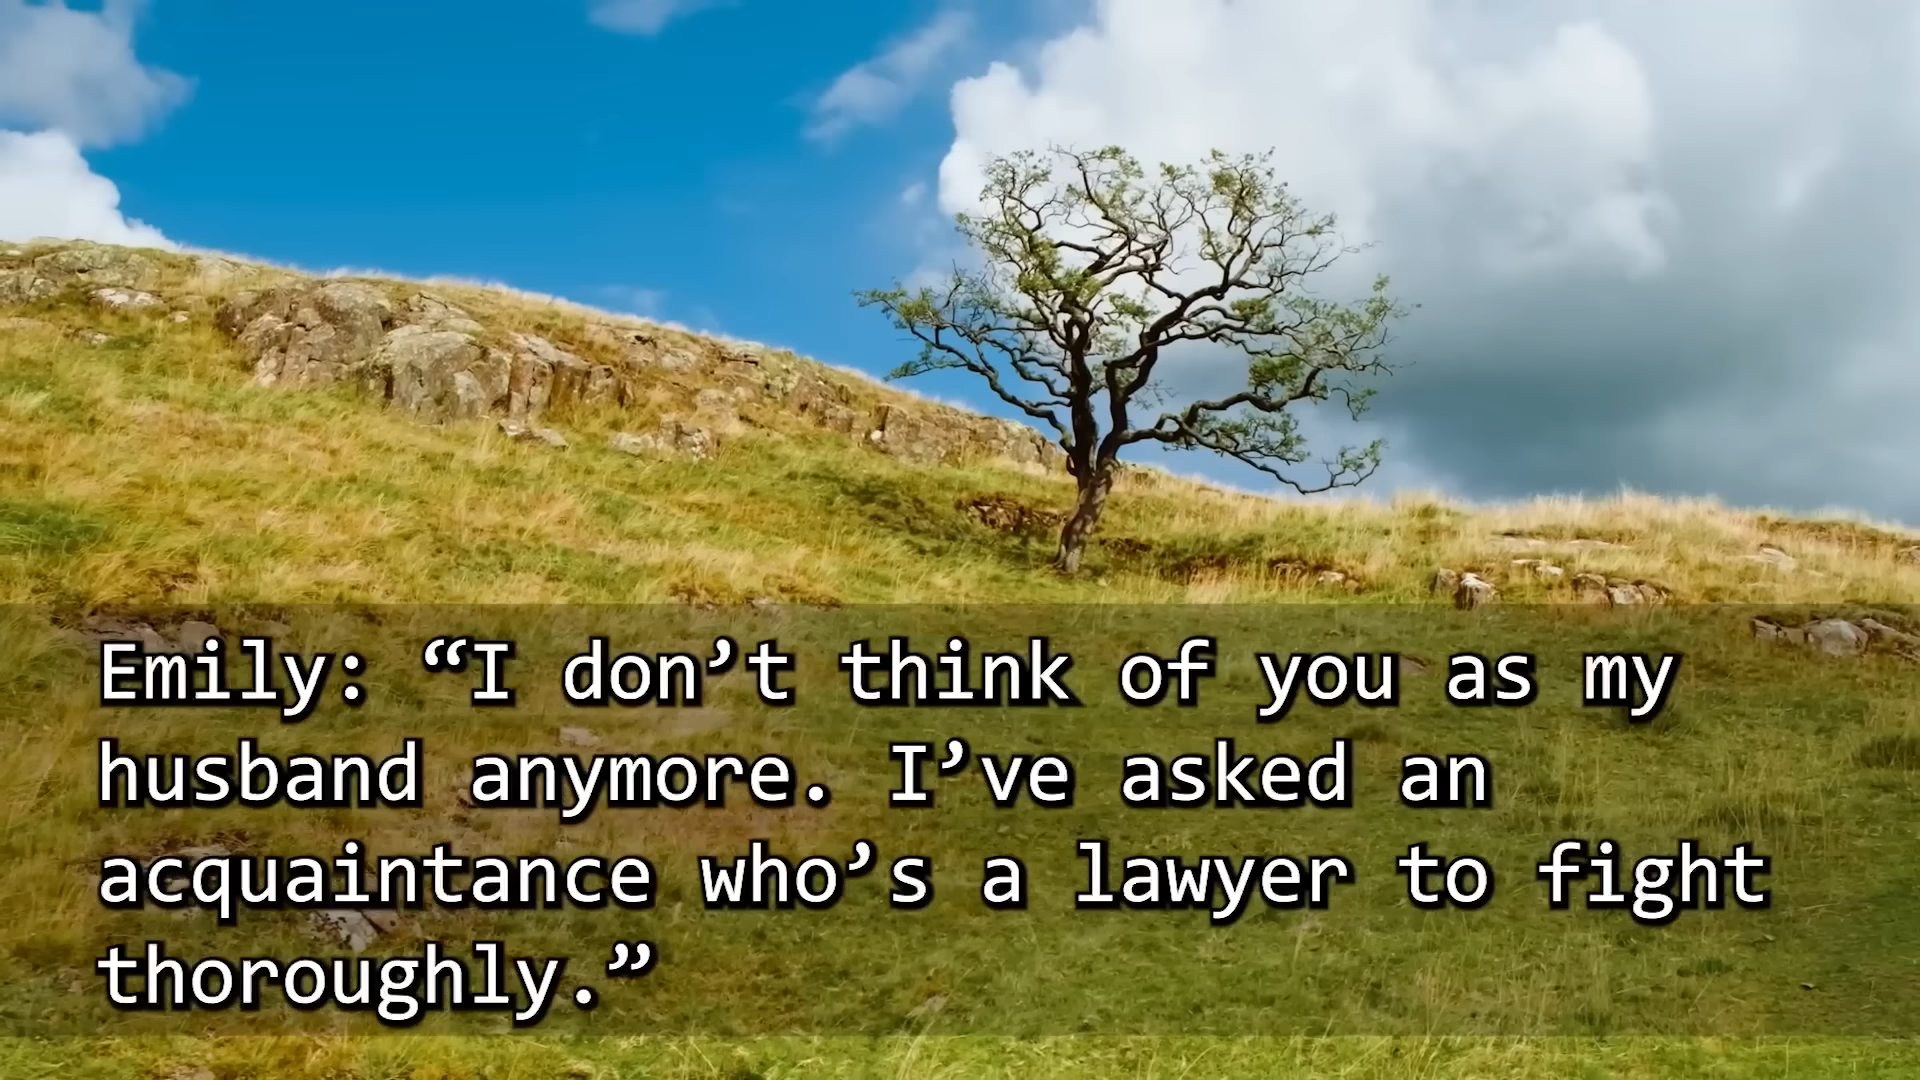 Emily: “I don’t think of you as my
husband anymore. I’ve asked an
acquaintance who’s a lawyer to fight
thoroughly.”